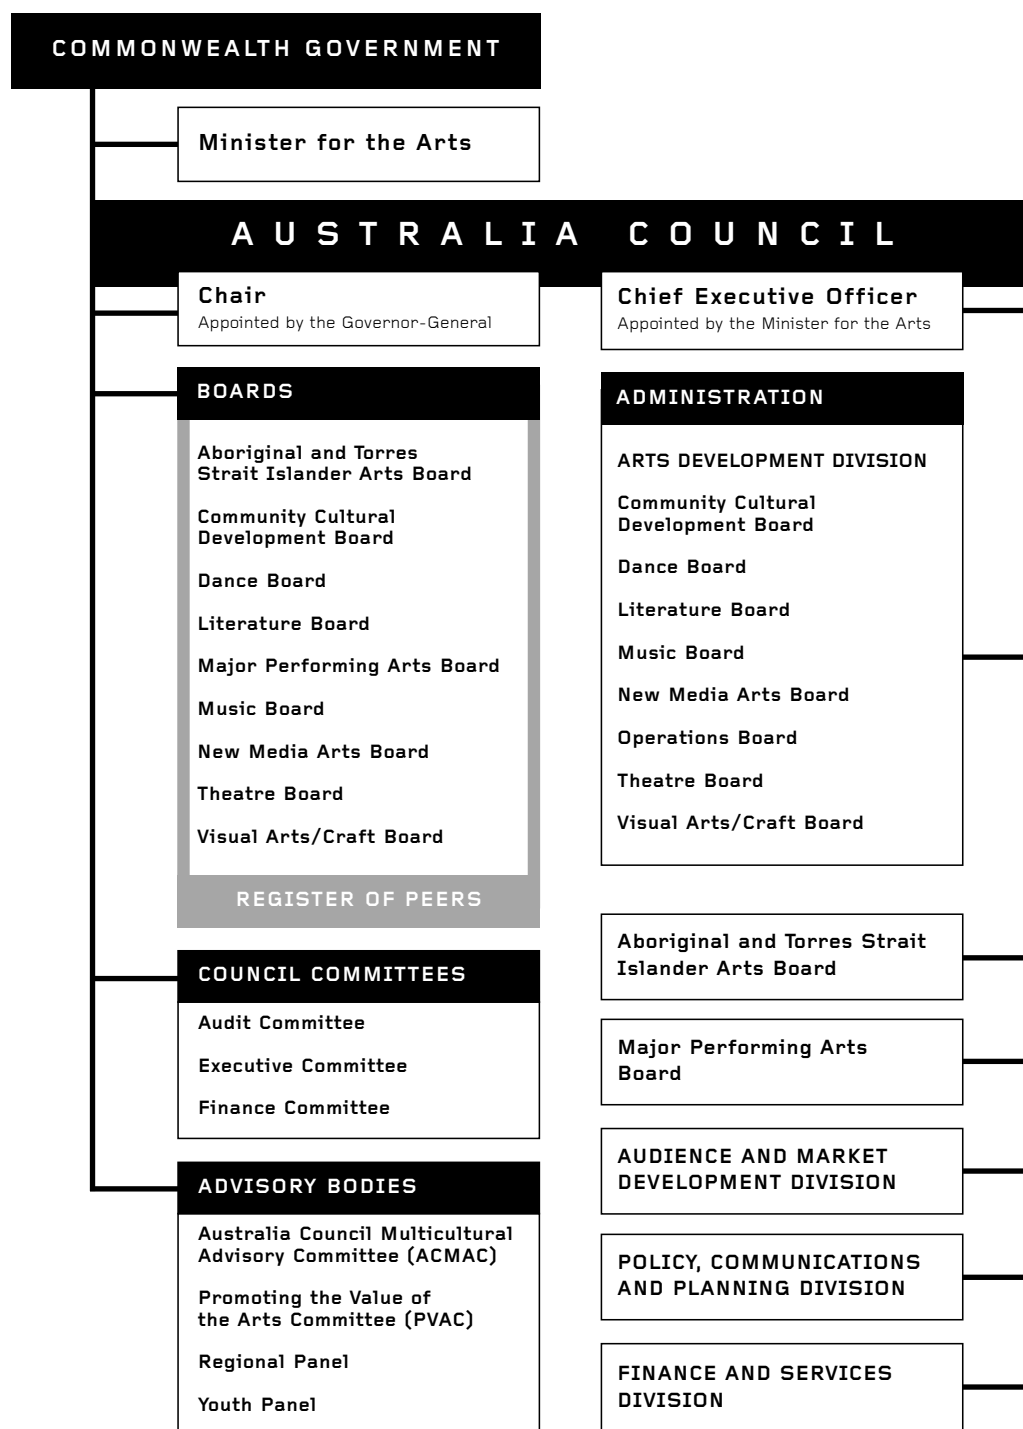 COMMONWEALTH GOVERNMENT
Minister for the Arts
AUSTRALIA COUNCIL
Chair
Appointed by the Governor-General
BOARDS
Aboriginal and Torres
Strait Islander Arts Board
Community Cultural
Development Board
Dance Board
Literature Board
Major Performing Arts Board
Music Board
New Media Arts Board
Theatre Board
Visual Arts/Craft Board
REGISTER OF PEERS
COUNCIL COMMITTEES
Audit Committee
Executive Committee
Finance Committee
ADVISORY BODIES
Australia Council Multicultural
Advisory Committee (ACMAC)
Promoting the Value of
the Arts Committee (PVAC)
Regional Panel
Youth Panel
Chief Executive Officer
Appointed by the Minister for the Arts
ADMINISTRATION
ARTS DEVELOPMENT DIVISION
Community Cultural
Development Board
Dance Board
Literature Board
Music Board
New Media Arts Board
Operations Board
Theatre Board
Visual Arts/Craft Board
Aboriginal and Torres Strait
Islander Arts Board
Major Performing Arts
Board
AUDIENCE AND MARKET
DEVELOPMENT DIVISION
POLICY, COMMUNICATIONS
AND PLANNING DIVISION
FINANCE AND SERVICES
DIVISION